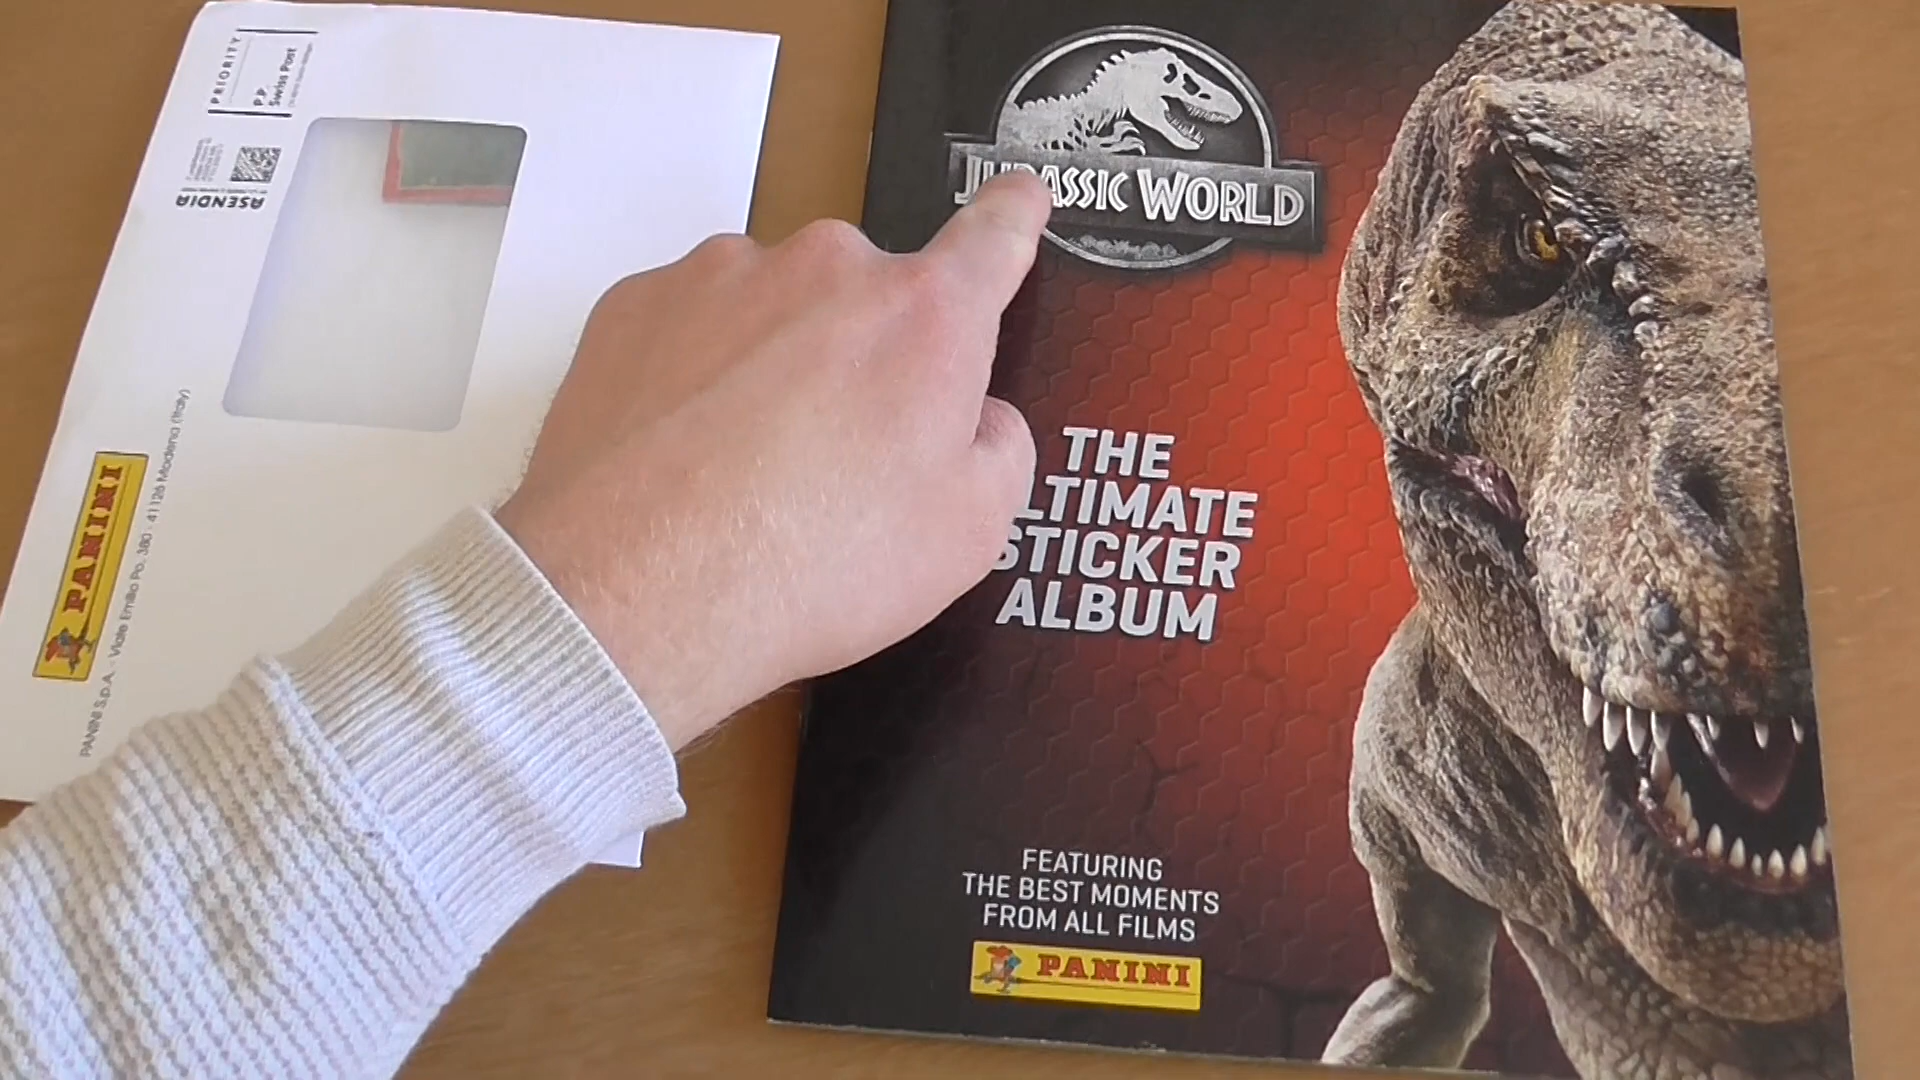 PRIORITY
P.P.
Swiss Post
ASENDIA
PANINI
PANINI S.p.A. - Viale Emilio Po, 380 - 41126 Modena (Italy)
JURASSIC WORLD
THE
LTIMATE
STICKER
ALBUM
FEATURING
THE BEST MOMENTS
FROM ALL FILMS
PANINI